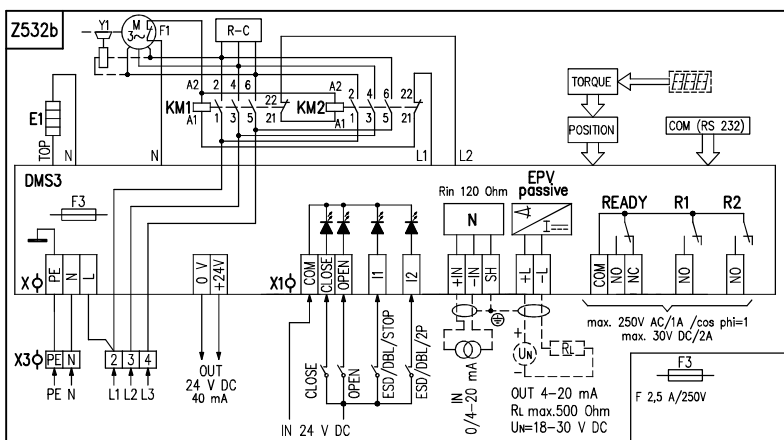 Z532b
Y1
M
3~
F1
R-C
A2
2 4 6
22
A2
2 4 6
22
KM1
KM2
A1
1 3 5
21
A1
1 3 5
21
E1
TOP
N
N
L1
L2
TORQUE
POSITION
COM (RS 232)
DMS3
F3
Rin 120 Ohm
N
EPV
passive
I
READY
R1
R2
X
PE
N
L
0 V
+24V
X1
COM
CLOSE
OPEN
I1
I2
+IN
-IN
SH
+L
-L
COM
NO
NC
NO
NO
max. 250V AC/1A /cos phi=1
max. 30V DC/2A
X3
PE N
2 3 4
PE N
L1 L2 L3
OUT
24 V DC
40 mA
CLOSE
OPEN
ESD/DBL/STOP
ESD/DBL/2P
IN 24 V DC
IN
0/4-20 mA
+
UN
-
RL
OUT 4-20 mA
RL max.500 Ohm
UN=18-30 V DC
F3
F 2,5 A/250V